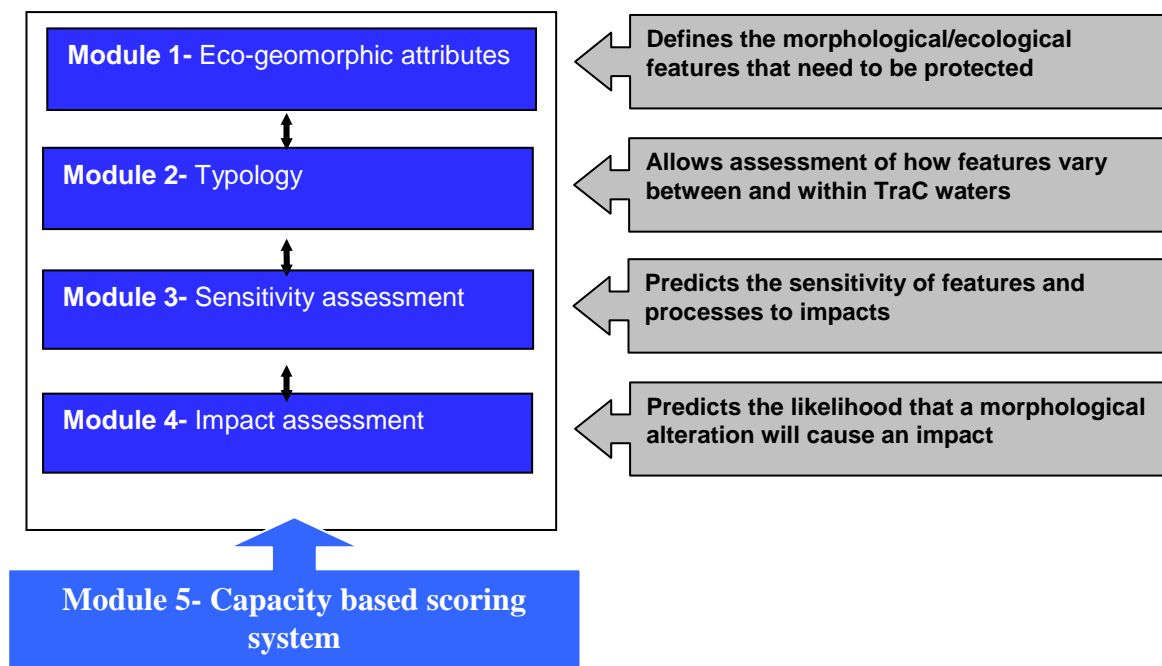 Module 1- Eco-geomorphic attributes
Defines the morphological/ecological
features that need to be protected
Module 2- Typology
Allows assessment of how features vary
between and within TraC waters
Module 3- Sensitivity assessment
Predicts the sensitivity of features and
processes to impacts
Module 4- Impact assessment
Predicts the likelihood that a morphological
alteration will cause an impact
Module 5- Capacity based scoring
system